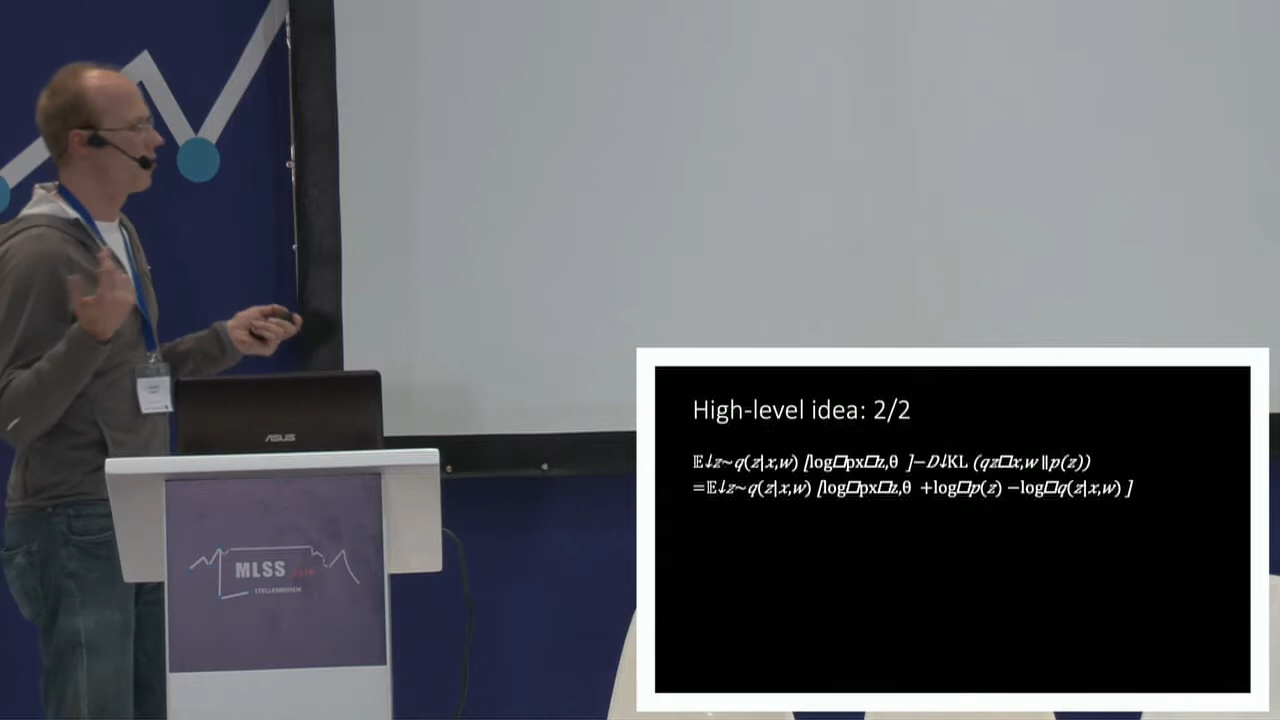 ASUS
MLSS
STELLENBOSCH
High-level idea: 2/2
𝔼↓z~q(z|x,w) [log□px□z,θ ]−D↓KL (qz□x,w‖p(z))
=𝔼↓z~q(z|x,w) [log□px□z,θ +log□p(z) −log□q(z|x,w) ]